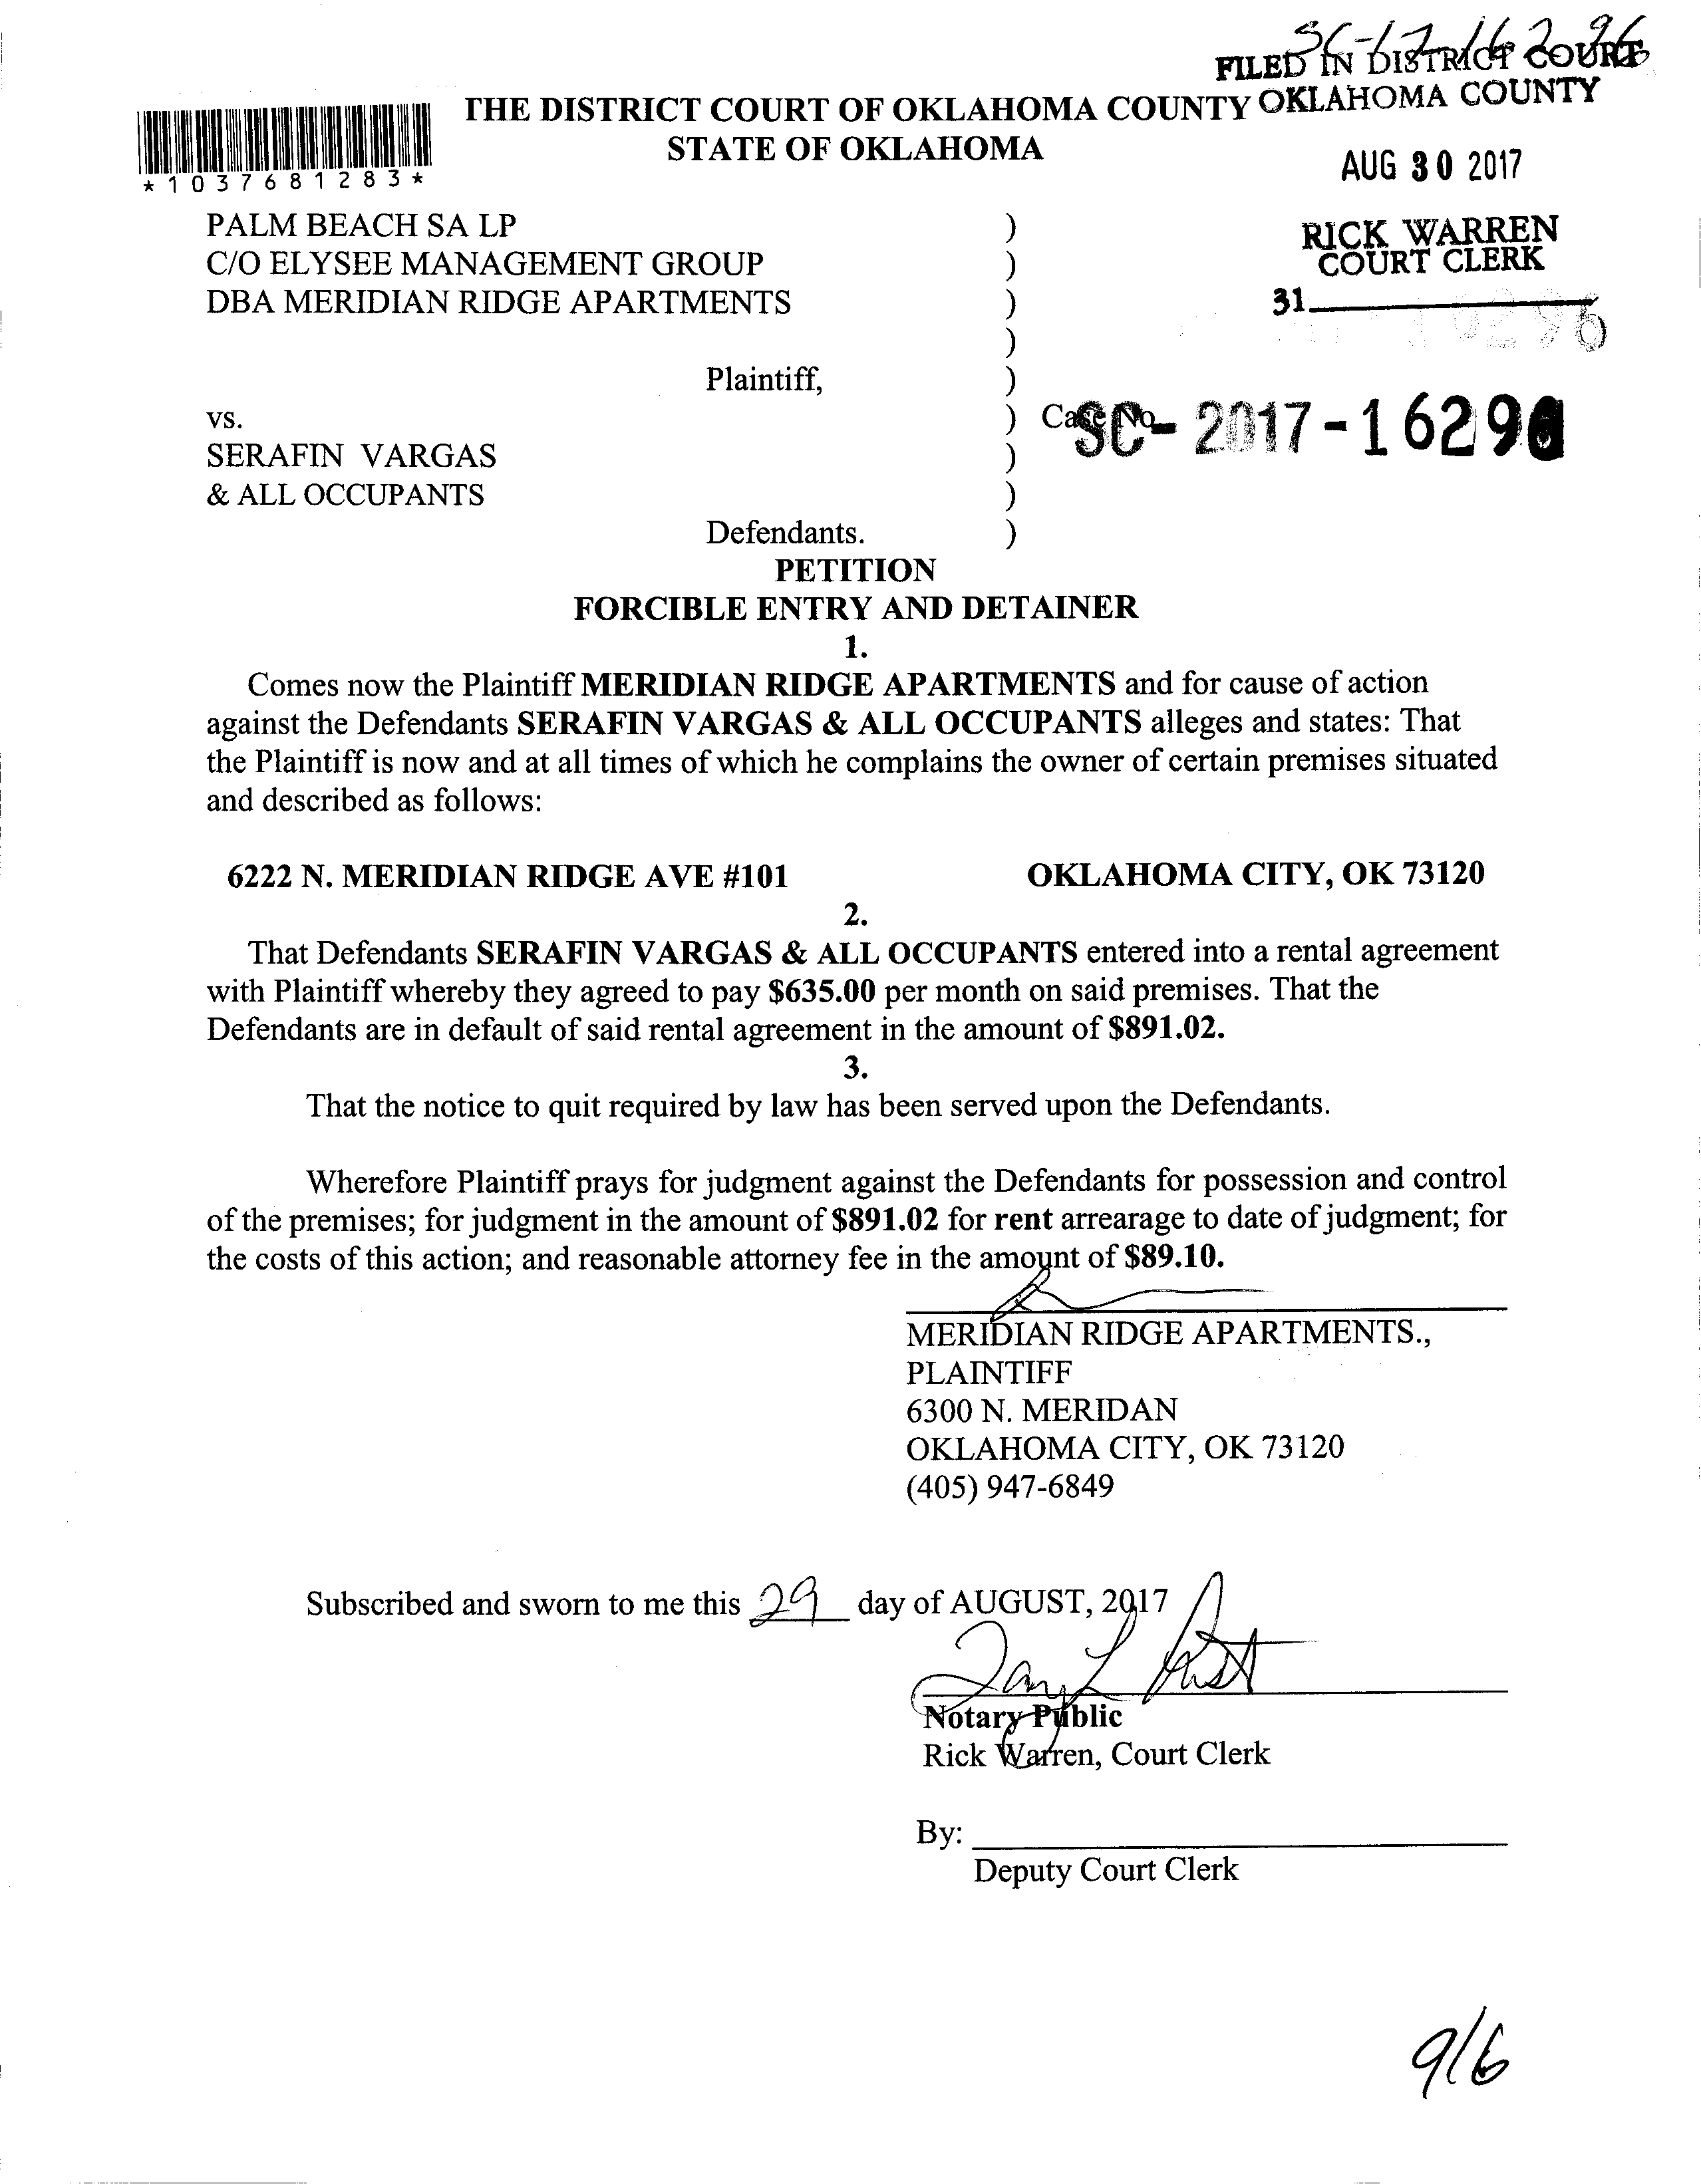 SC-17-16296
FILED IN DISTRICT COURT
THE DISTRICT COURT OF OKLAHOMA COUNTY OKLAHOMA COUNTY
STATE OF OKLAHOMA
*1037681283*
AUG 30 2017
PALM BEACH SA LP )
RICK WARREN
C/O ELYSEE MANAGEMENT GROUP )
COURT CLERK
DBA MERIDIAN RIDGE APARTMENTS )
31
)
Plaintiff, )
vs. ) Case No. SC-2017-16296
SERAFIN VARGAS )
& ALL OCCUPANTS )
Defendants. )
PETITION
FORCIBLE ENTRY AND DETAINER
1.
Comes now the Plaintiff MERIDIAN RIDGE APARTMENTS and for cause of action
against the Defendants SERAFIN VARGAS & ALL OCCUPANTS alleges and states: That
the Plaintiff is now and at all times of which he complains the owner of certain premises situated
and described as follows:
6222 N. MERIDIAN RIDGE AVE #101 OKLAHOMA CITY, OK 73120
2.
That Defendants SERAFIN VARGAS & ALL OCCUPANTS entered into a rental agreement
with Plaintiff whereby they agreed to pay $635.00 per month on said premises. That the
Defendants are in default of said rental agreement in the amount of $891.02.
3.
That the notice to quit required by law has been served upon the Defendants.
Wherefore Plaintiff prays for judgment against the Defendants for possession and control
of the premises; for judgment in the amount of $891.02 for rent arrearage to date of judgment; for
the costs of this action; and reasonable attorney fee in the amount of $89.10.
MERIDIAN RIDGE APARTMENTS.,
PLAINTIFF
6300 N. MERIDAN
OKLAHOMA CITY, OK 73120
(405) 947-6849
Subscribed and sworn to me this 29 day of AUGUST, 2017
Notary Public
Rick Warren, Court Clerk
By:
Deputy Court Clerk
9/6